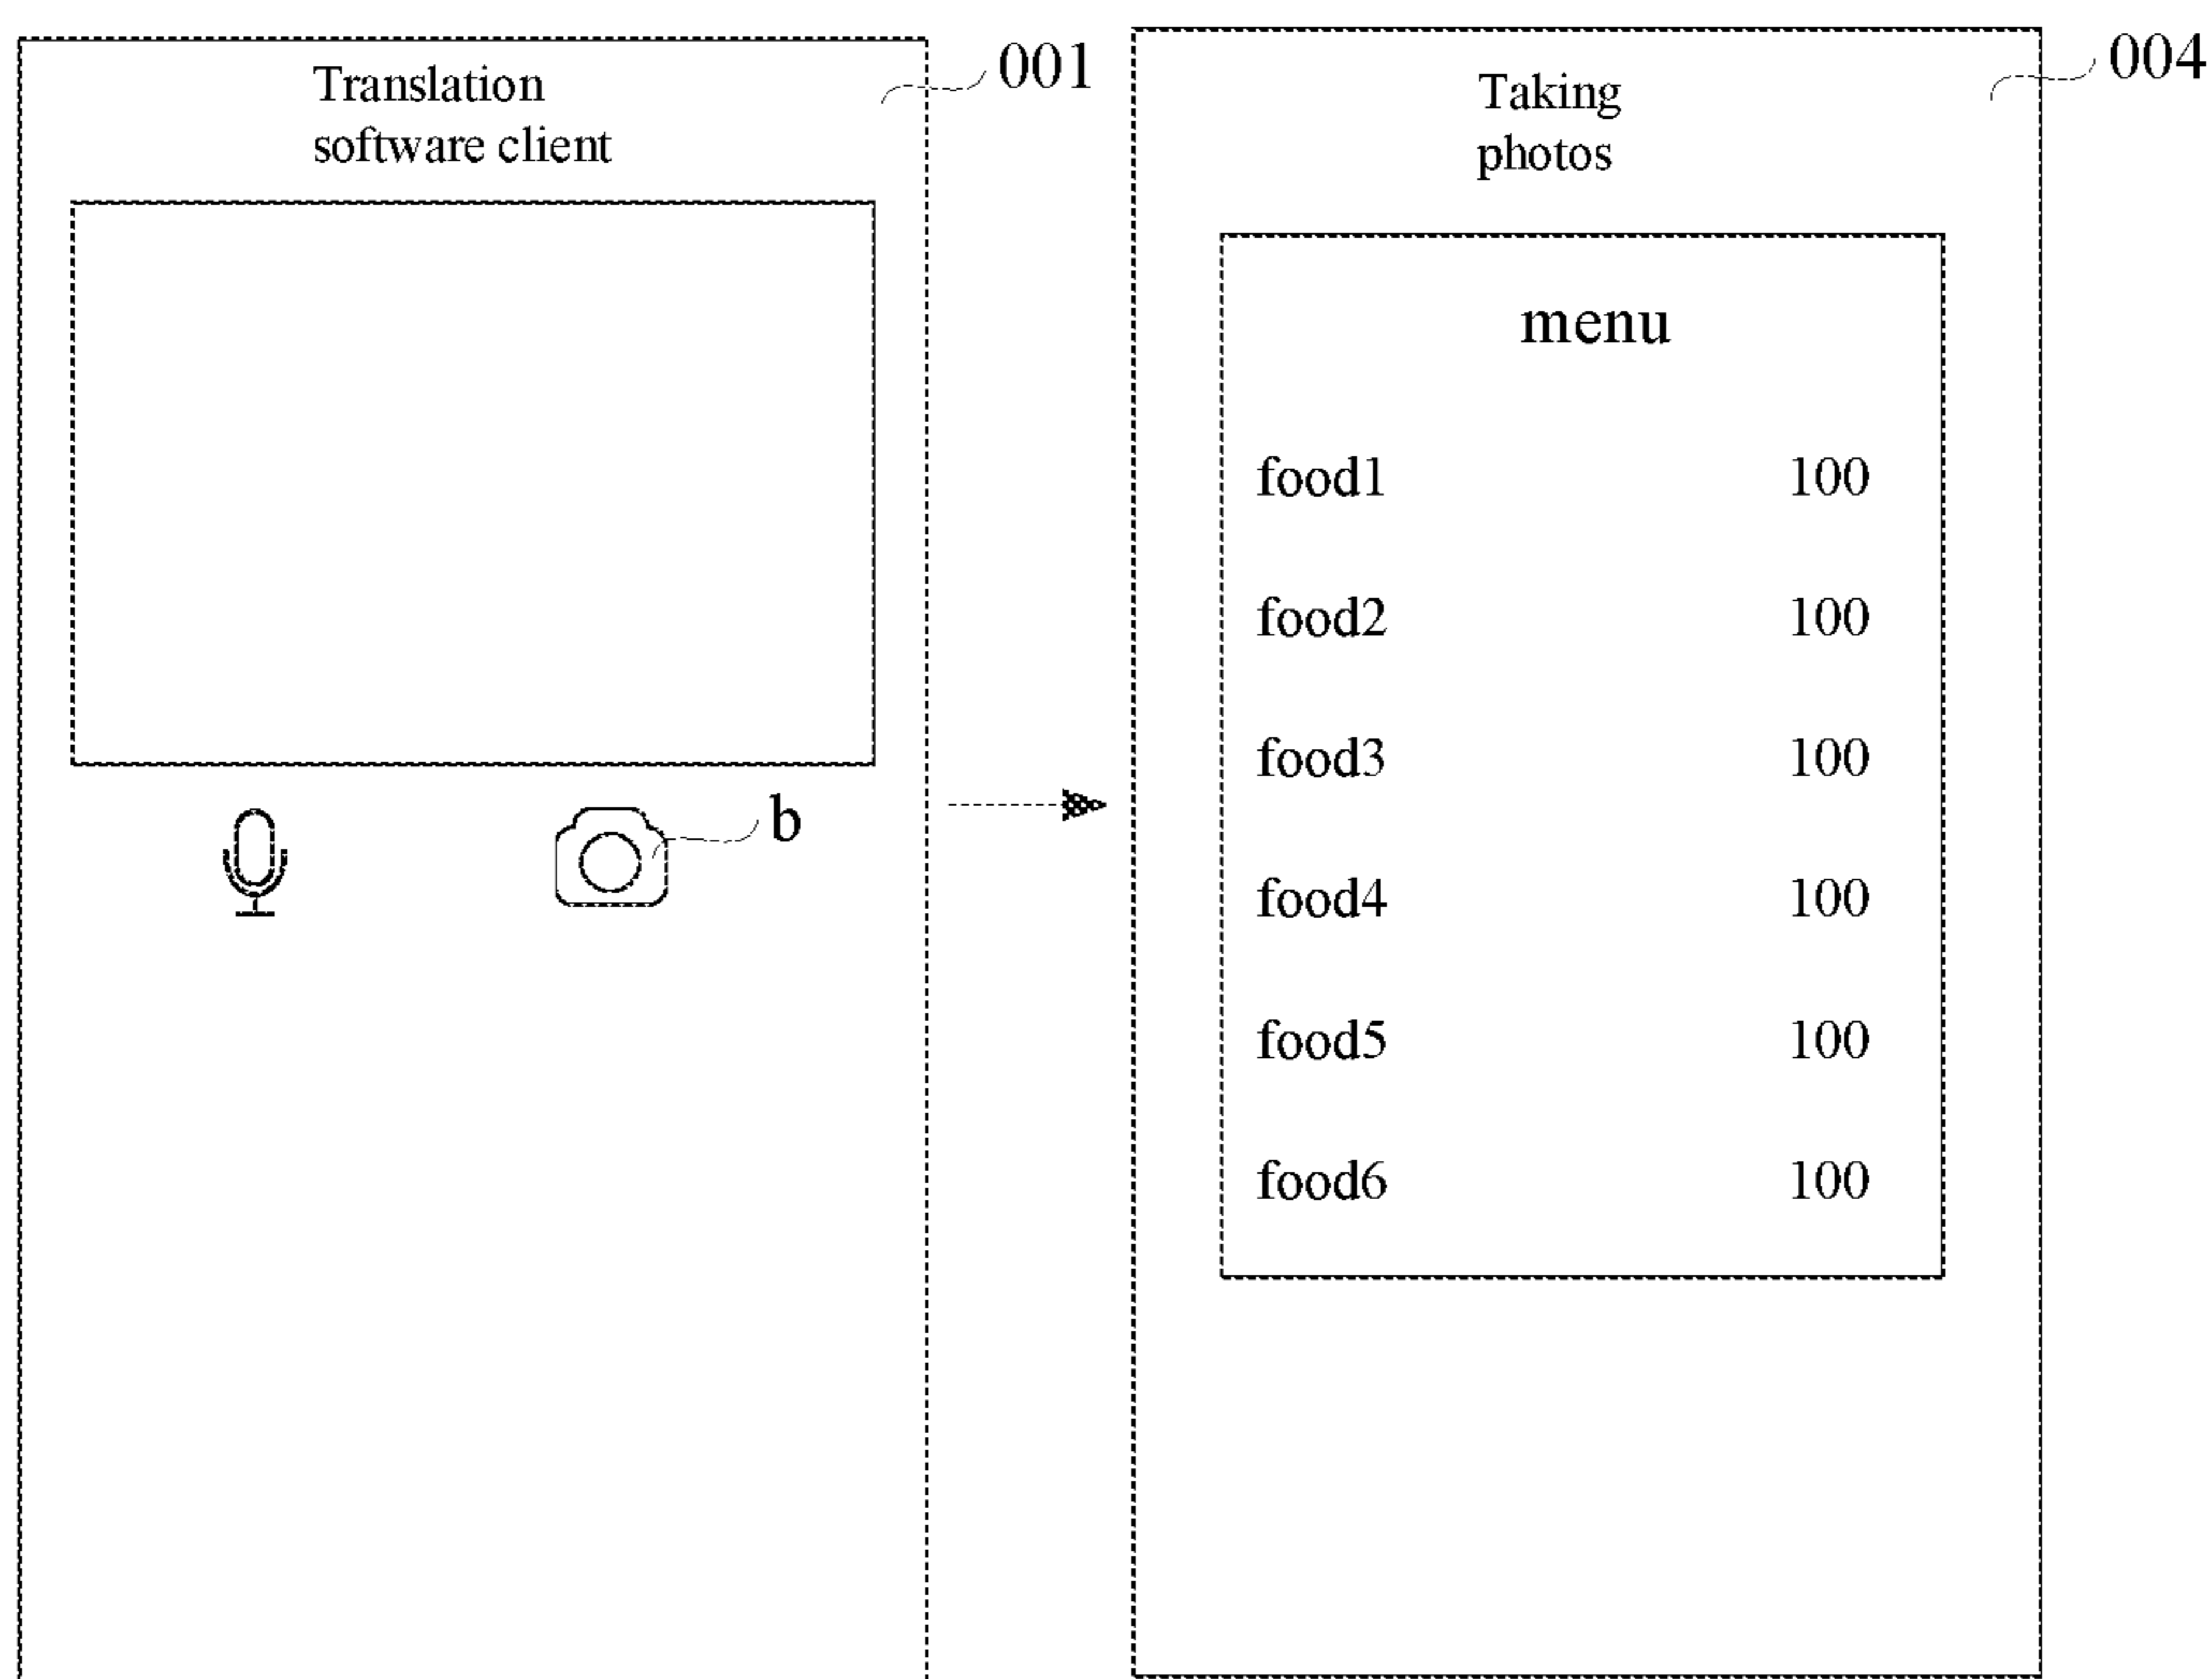 Translation
software client
001
b
Taking
photos
004
menu
food1 100
food2 100
food3 100
food4 100
food5 100
food6 100